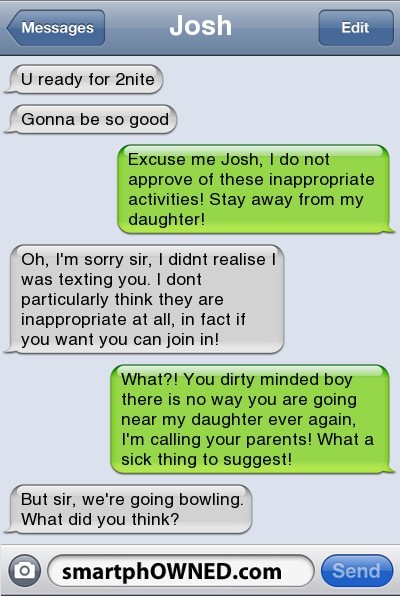 Messages
Josh
Edit
U ready for 2nite
Gonna be so good
Excuse me Josh, I do not
approve of these inappropriate
activities! Stay away from my
daughter!
Oh, I'm sorry sir, I didnt realise I
was texting you. I dont
particularly think they are
inappropriate at all, in fact if
you want you can join in!
What?! You dirty minded boy
there is no way you are going
near my daughter ever again,
I'm calling your parents! What a
sick thing to suggest!
But sir, we're going bowling.
What did you think?
smartphOWNED.com
Send